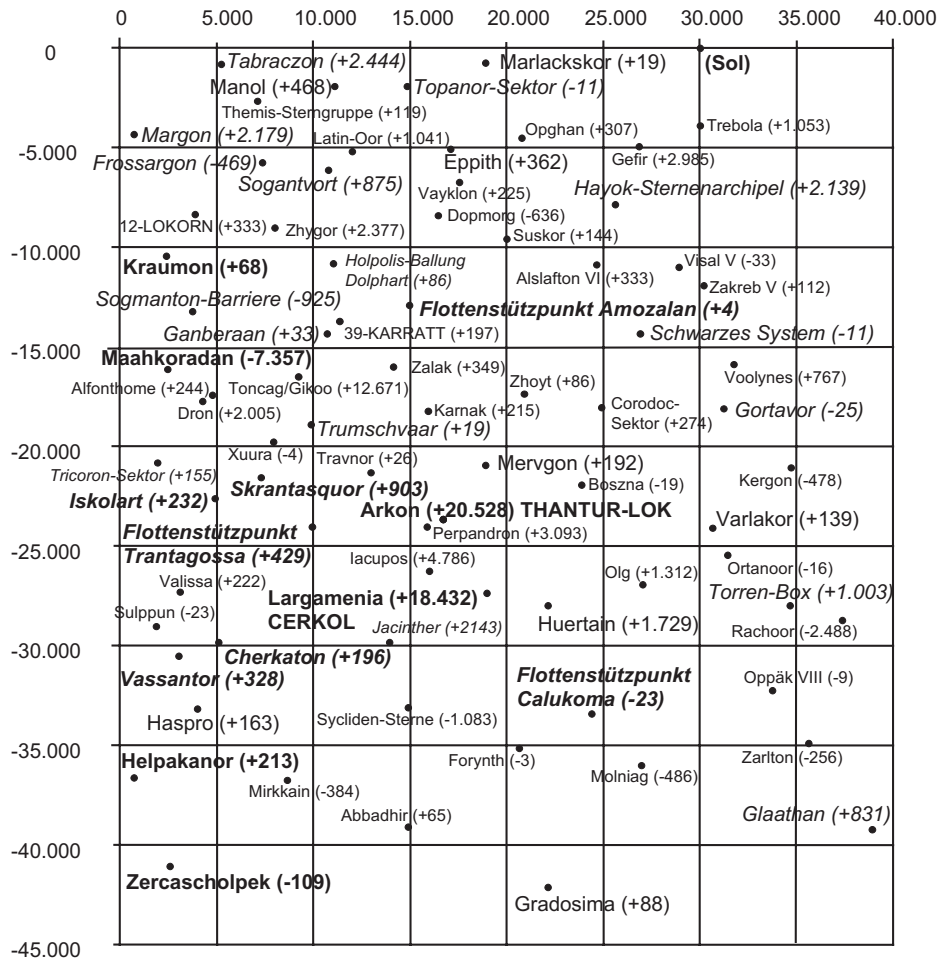 0 5.000 10.000 15.000 20.000 25.000 30.000 35.000 40.000
0
(Sol)
Tabraczon (+2.444)
Marlackskor (+19)
Manol (+468)
Topanor-Sektor (-11)
Themis-Sterngruppe (+119)
Margon (+2.179)
Latin-Oor (+1.041)
Opghan (+307)
Trebola (+1.053)
-5.000
Frossargon (-469)
Eppith (+362)
Gefir (+2.985)
Sogantvort (+875)
Vayklon (+225)
Hayok-Sternenarchipel (+2.139)
12-LOKORN (+333)
Zhygor (+2.377)
Dopmorg (-636)
Suskor (+144)
-10.000
Kraumon (+68)
Holpolis-Ballung
Dolphart (+86)
Alslafton VI (+333)
Visal V (-33)
Zakreb V (+112)
Sogmanton-Barriere (-925)
Flottenstützpunkt Amozalan (+4)
Ganberaan (+33)
39-KARRATT (+197)
Schwarzes System (-11)
-15.000
Maahkoradan (-7.357)
Zalak (+349)
Voolynes (+767)
Alfonthome (+244)
Toncag/Gikoo (+12.671)
Zhoyt (+86)
Dron (+2.005)
Karnak (+215)
Corodoc-
Sektor (+274)
Gortavor (-25)
Trumschvaar (+19)
-20.000
Xuura (-4)
Travnor (+26)
Mervgon (+192)
Tricoron-Sektor (+155)
Skrantasquor (+903)
Boszna (-19)
Kergon (-478)
Iskolart (+232)
Arkon (+20.528) THANTUR-LOK
Varlakor (+139)
Flottenstützpunkt
Trantagossa (+429)
Perpandron (+3.093)
-25.000
Iacupos (+4.786)
Olg (+1.312)
Ortanoor (-16)
Valissa (+222)
Largamenia (+18.432)
CERKOL
Torren-Box (+1.003)
Sulppun (-23)
Jacinther (+2143)
Huertain (+1.729)
Rachoor (-2.488)
-30.000
Cherkaton (+196)
Vassantor (+328)
Flottenstützpunkt
Calukoma (-23)
Oppäk VIII (-9)
Haspro (+163)
Sycliden-Sterne (-1.083)
-35.000
Helpakanor (+213)
Forynth (-3)
Zarlton (-256)
Mirkkain (-384)
Molniag (-486)
Abbadhir (+65)
Glaathan (+831)
-40.000
Zercascholpek (-109)
Gradosima (+88)
-45.000